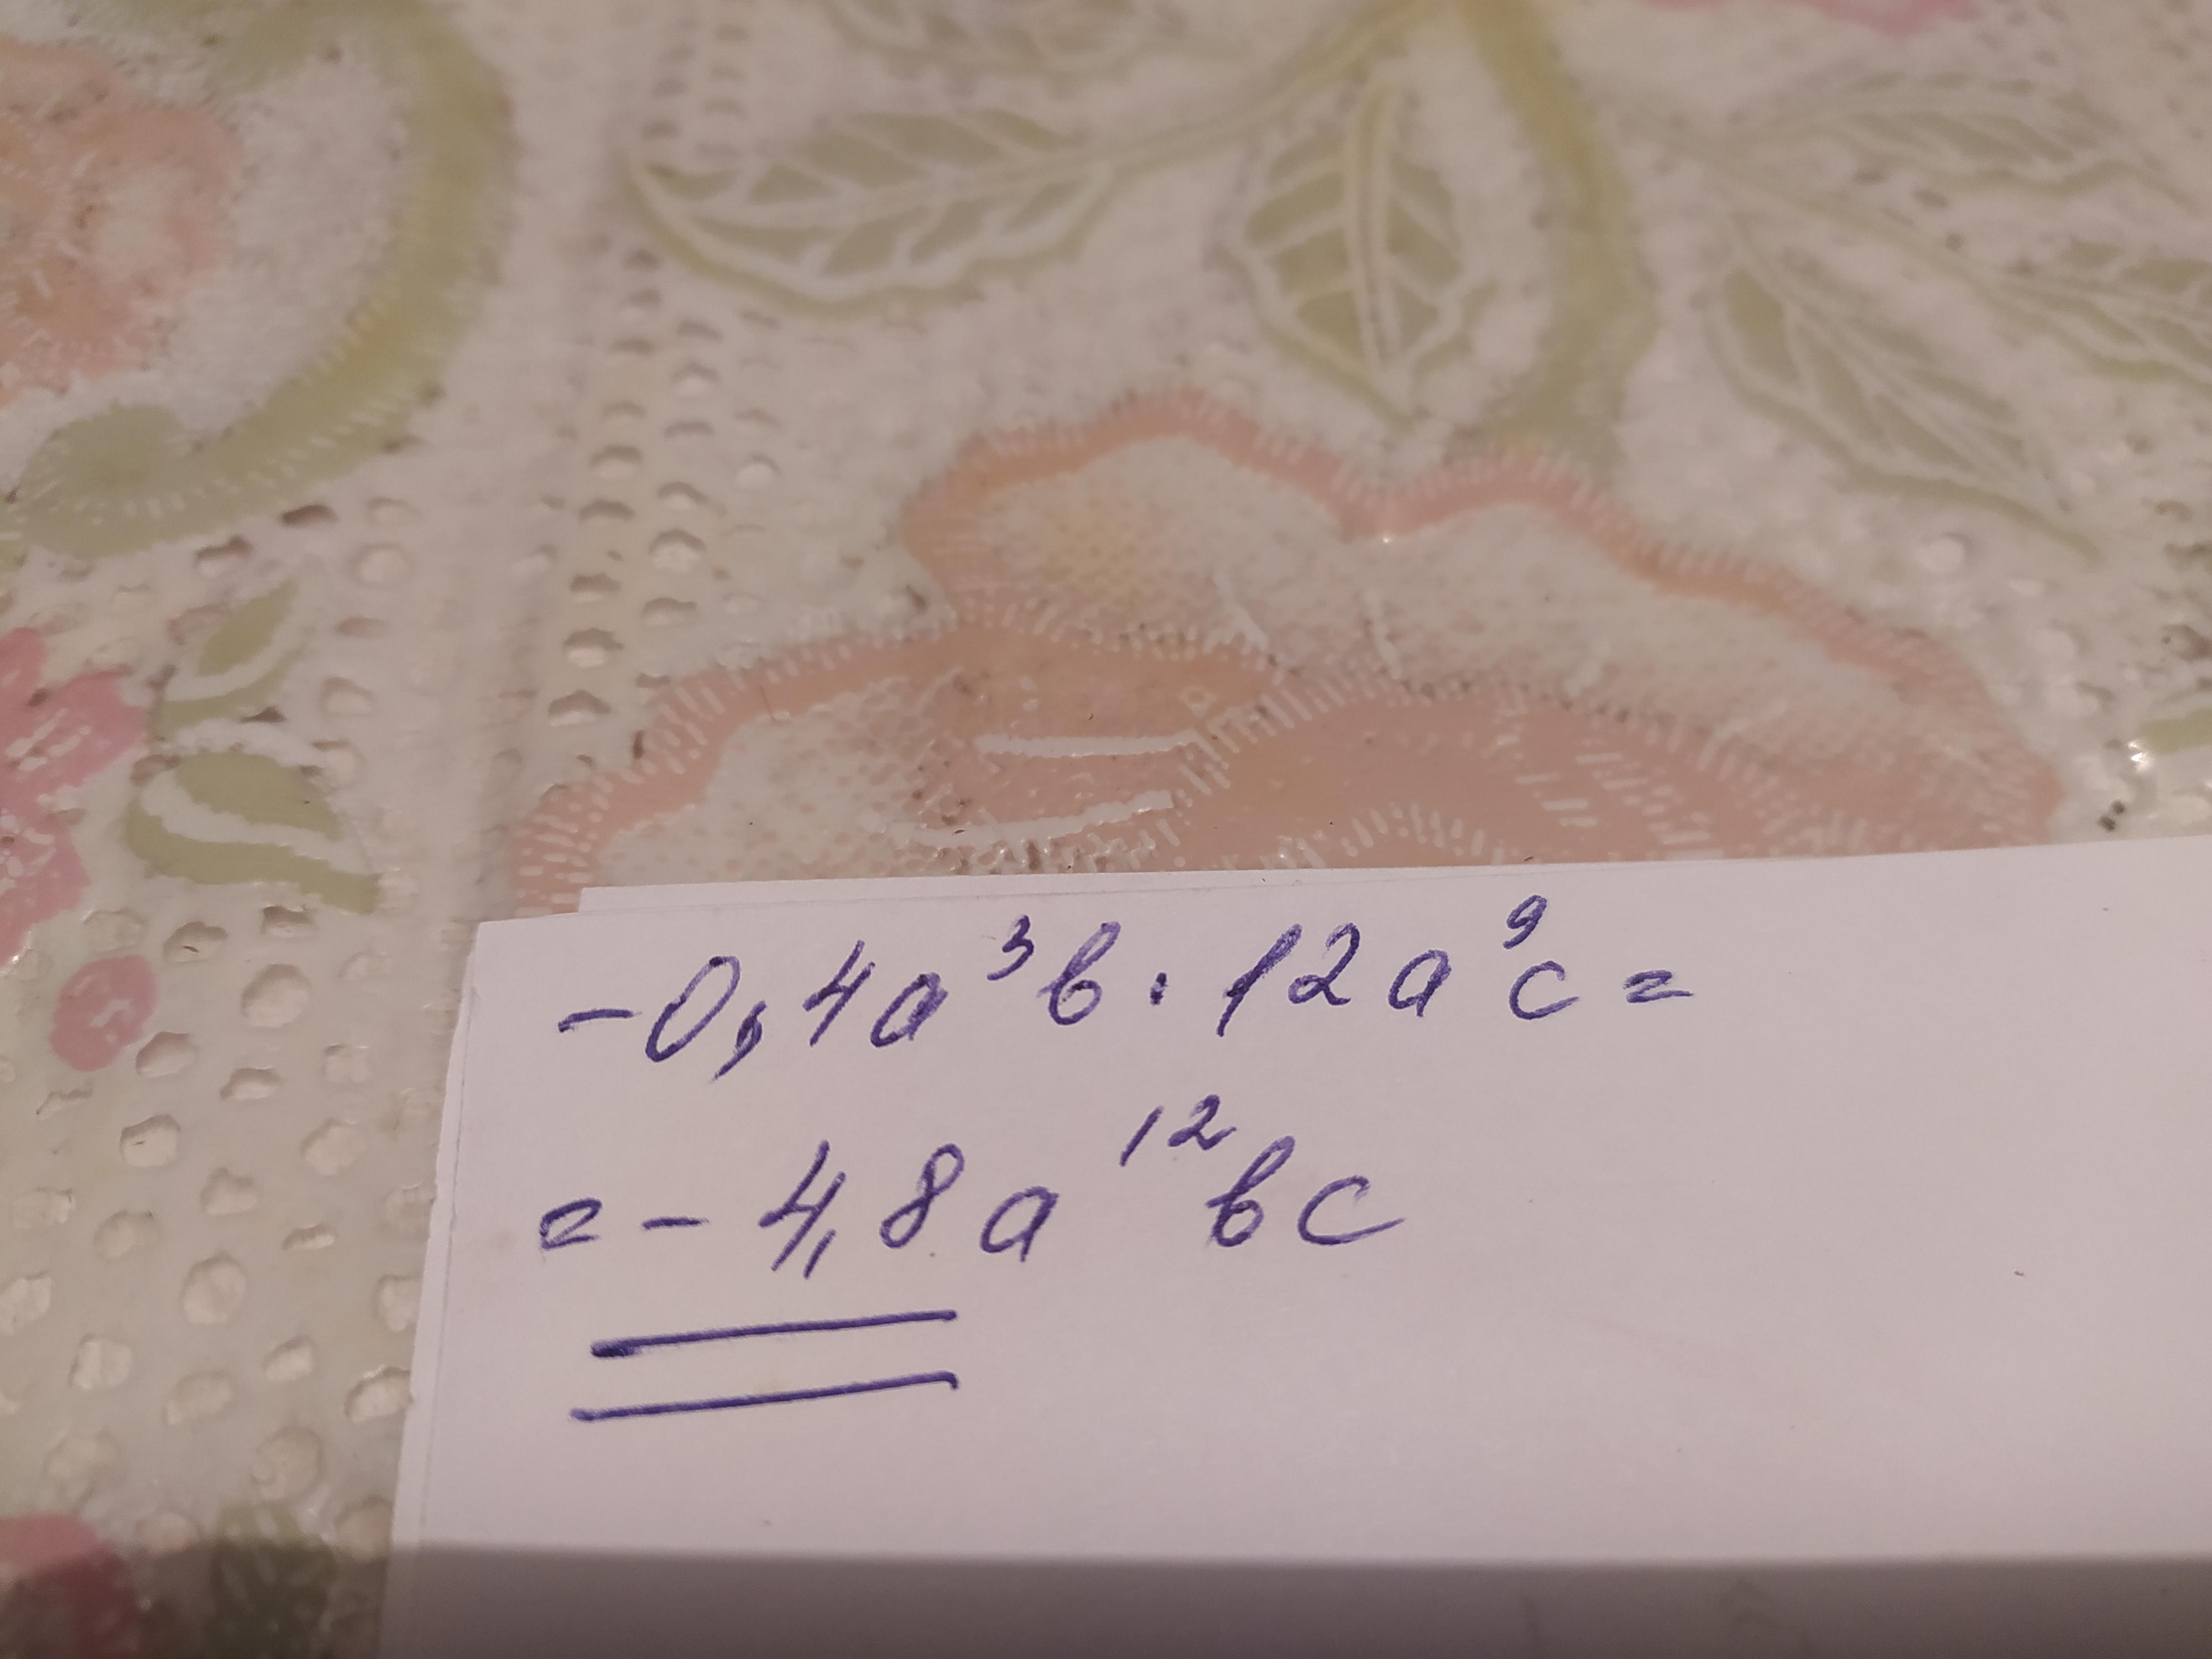 -0,4a³b · 12a⁹c =
= - 4,8a¹²bc